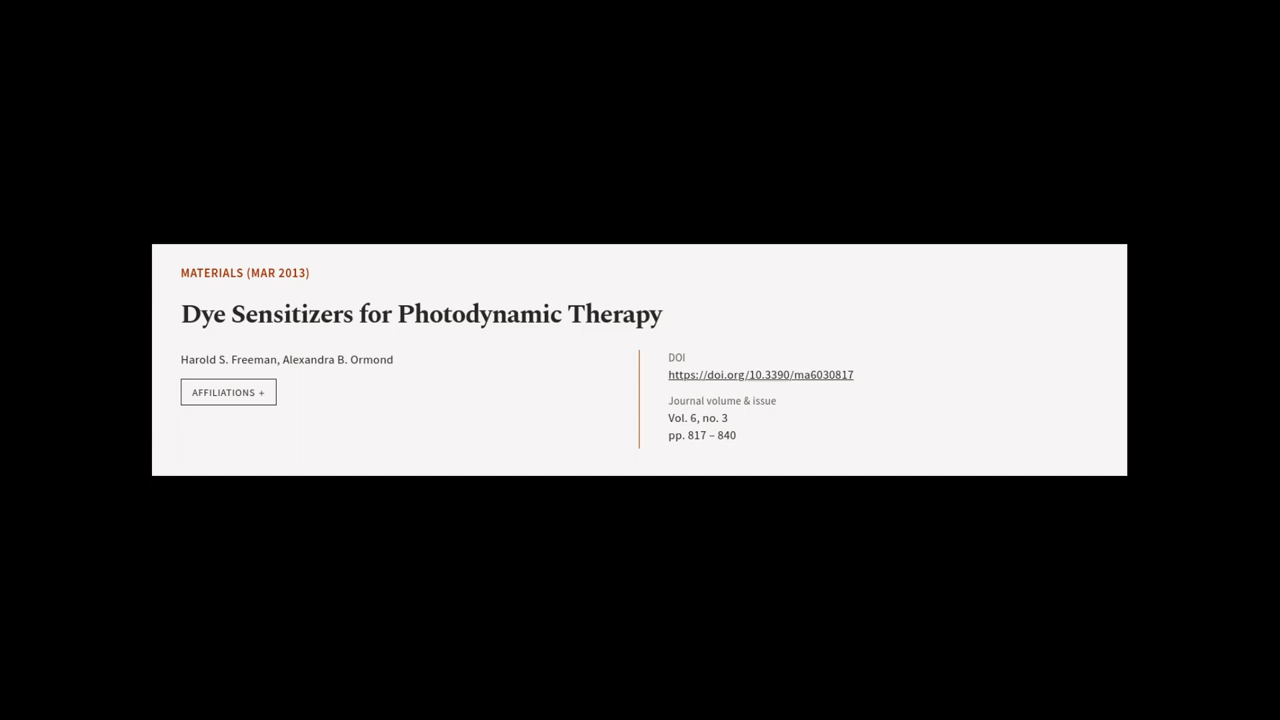 MATERIALS (MAR 2013)
Dye Sensitizers for Photodynamic Therapy
Harold S. Freeman, Alexandra B. Ormond
AFFILIATIONS +
DOI
https://doi.org/10.3390/ma6030817
Journal volume & issue
Vol. 6, no. 3
pp. 817 – 840